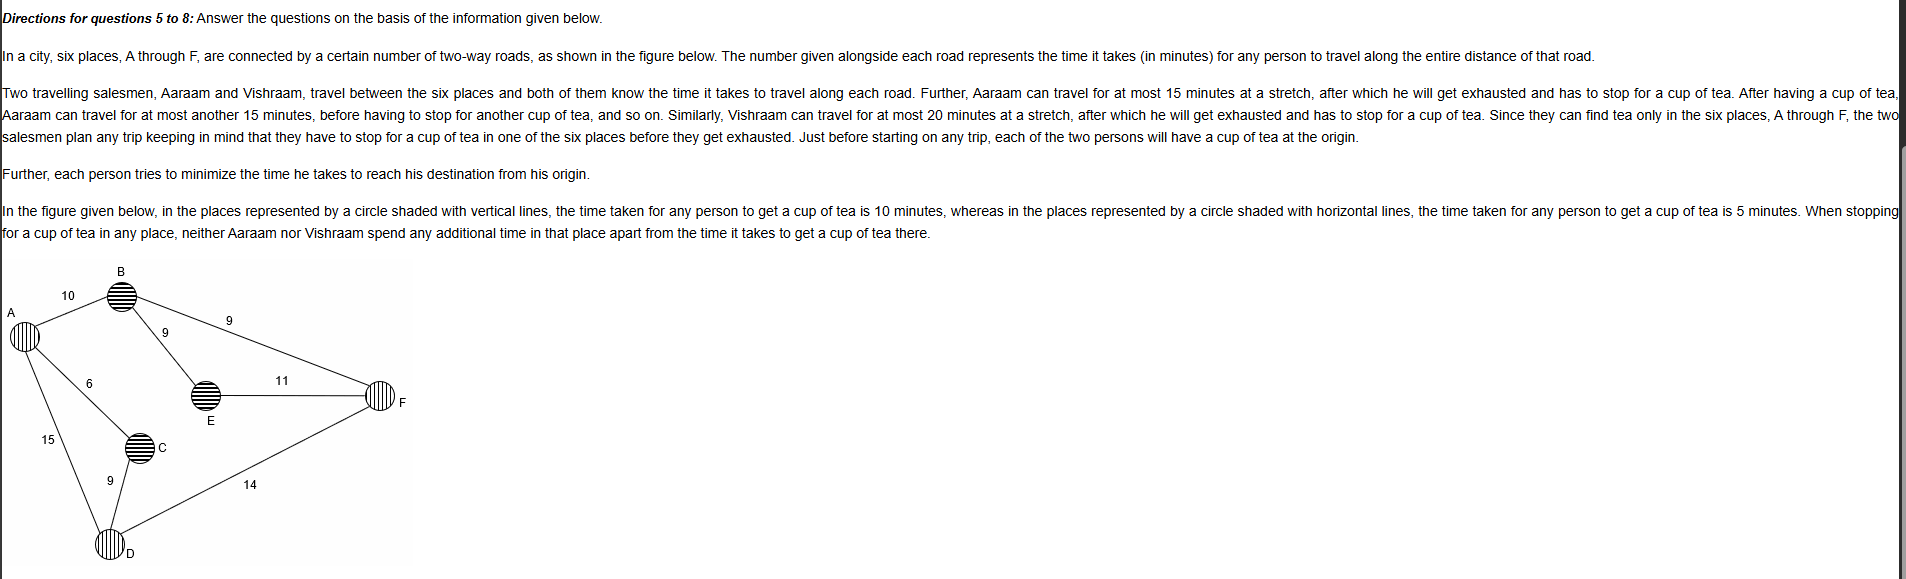 Directions for questions 5 to 8: Answer the questions on the basis of the information given below.
In a city, six places, A through F, are connected by a certain number of two-way roads, as shown in the figure below. The number given alongside each road represents the time it takes (in minutes) for any person to travel along the entire distance of that road.
Two travelling salesmen, Aaraam and Vishraam, travel between the six places and both of them know the time it takes to travel along each road. Further, Aaraam can travel for at most 15 minutes at a stretch, after which he will get exhausted and has to stop for a cup of tea. After having a cup of tea,
Aaraam can travel for at most another 15 minutes, before having to stop for another cup of tea, and so on. Similarly, Vishraam can travel for at most 20 minutes at a stretch, after which he will get exhausted and has to stop for a cup of tea. Since they can find tea only in the six places, A through F, the two
salesmen plan any trip keeping in mind that they have to stop for a cup of tea in one of the six places before they get exhausted. Just before starting on any trip, each of the two persons will have a cup of tea at the origin.
Further, each person tries to minimize the time he takes to reach his destination from his origin.
In the figure given below, in the places represented by a circle shaded with vertical lines, the time taken for any person to get a cup of tea is 10 minutes, whereas in the places represented by a circle shaded with horizontal lines, the time taken for any person to get a cup of tea is 5 minutes. When stopping
for a cup of tea in any place, neither Aaraam nor Vishraam spend any additional time in that place apart from the time it takes to get a cup of tea there.
B
10
A
9
9
11
6
F
E
15
C
9
14
D